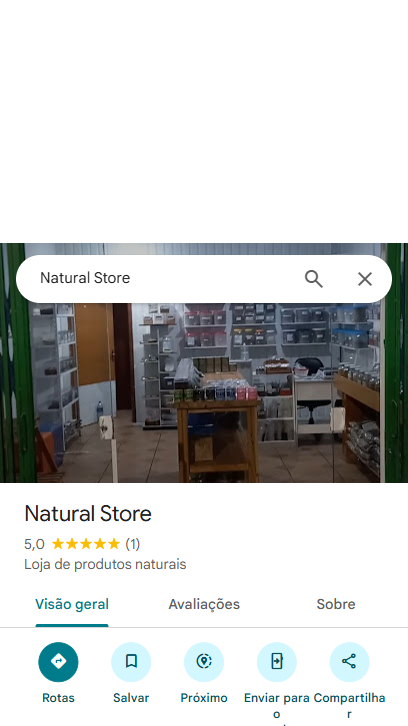 Natural Store
Natural Store
5,0 (1)
Loja de produtos naturais
Visão geral Avaliações Sobre
Rotas Salvar Próximo Enviar para Compartilha
o r